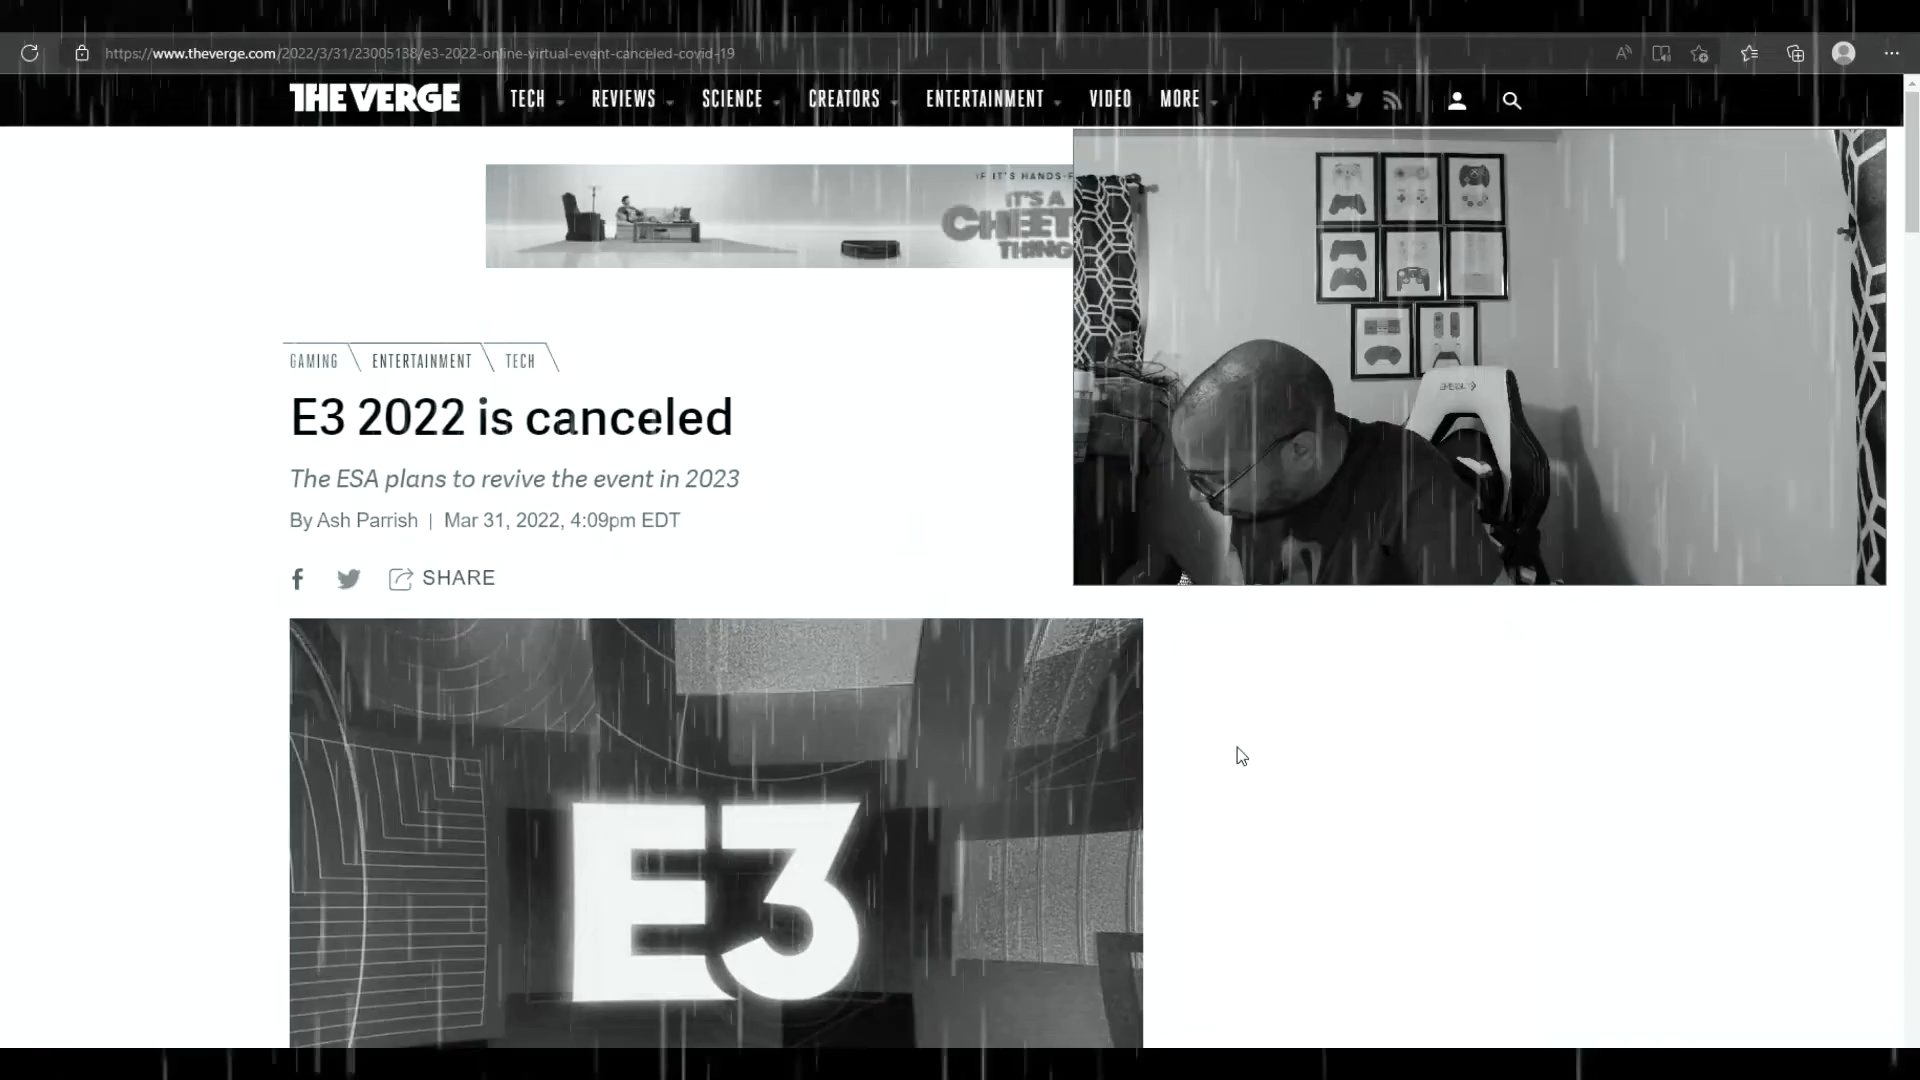 https://www.theverge.com/2022/3/31/23005138/e3-2022-online-virtual-event-canceled-covid-19
THE VERGE TECH REVIEWS SCIENCE CREATORS ENTERTAINMENT VIDEO MORE
IF IT'S
IT'S A
THING
GAMING ENTERTAINMENT TECH
E3 2022 is canceled
The ESA plans to revive the event in 2023
By Ash Parrish | Mar 31, 2022, 4:09pm EDT
SHARE
E3